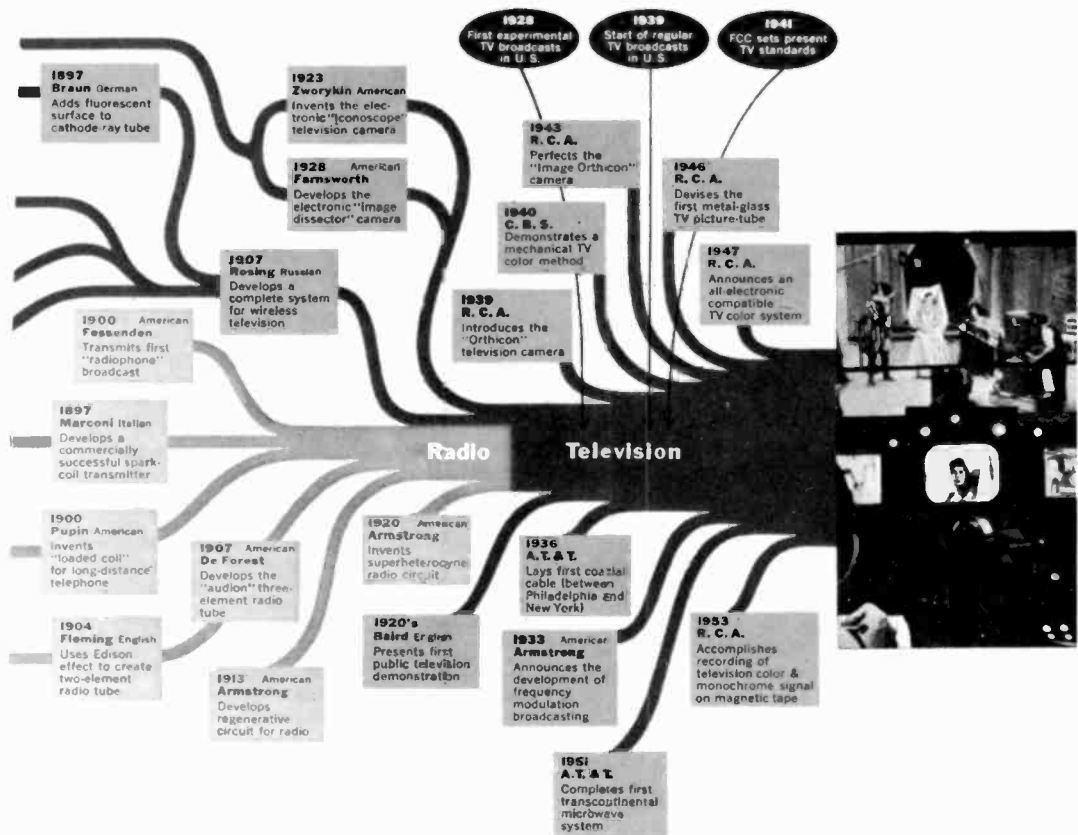 1928
First experimental
TV broadcasts
in U.S.
1939
Start of regular
TV broadcasts
in U.S.
1941
FCC sets present
TV standards
1897
Braun German
Adds fluorescent
surface to
cathode-ray tube
1923
Zworykin American
Invents the elec-
tronic "Iconoscope"
television camera
1928 American
Farnsworth
Develops the
electronic "image
dissector" camera
1907
Rosing Russian
Develops a
complete system
for wireless
television
1943
R.C.A.
Perfects the
"Image Orthicon"
camera
1946
R.C.A.
Devises the
first metal-glass
TV picture-tube
1940
C.B.S.
Demonstrates a
mechanical TV
color method
1947
R.C.A.
Announces an
all-electronic
compatible
TV color system
1939
R.C.A.
Introduces the
"Orthicon"
television camera
1900 American
Fessenden
Transmits first
"radiophone"
broadcast
1897
Marconi Italian
Develops a
commercially
successful spark-
coil transmitter
Radio
Television
1900
Pupin American
Invents
"loaded coil"
for long-distance
telephone
1907 American
De Forest
Develops the
"audion" three-
element radio
tube
1920 American
Armstrong
Invents
superheterodyne
radio circuit
1936
A.T.&T.
Lays first coaxial
cable (between
Philadelphia and
New York)
1904
Fleming English
Uses Edison
effect to create
two-element
radio tube
1913 American
Armstrong
Develops
regenerative
circuit for radio
1920's
Baird English
Presents first
public television
demonstration
1933 American
Armstrong
Announces the
development of
frequency
modulation
broadcasting
1953
R.C.A.
Accomplishes
recording of
television color &
monochrome signal
on magnetic tape
1951
A.T.&T.
Completes first
transcontinental
microwave
system